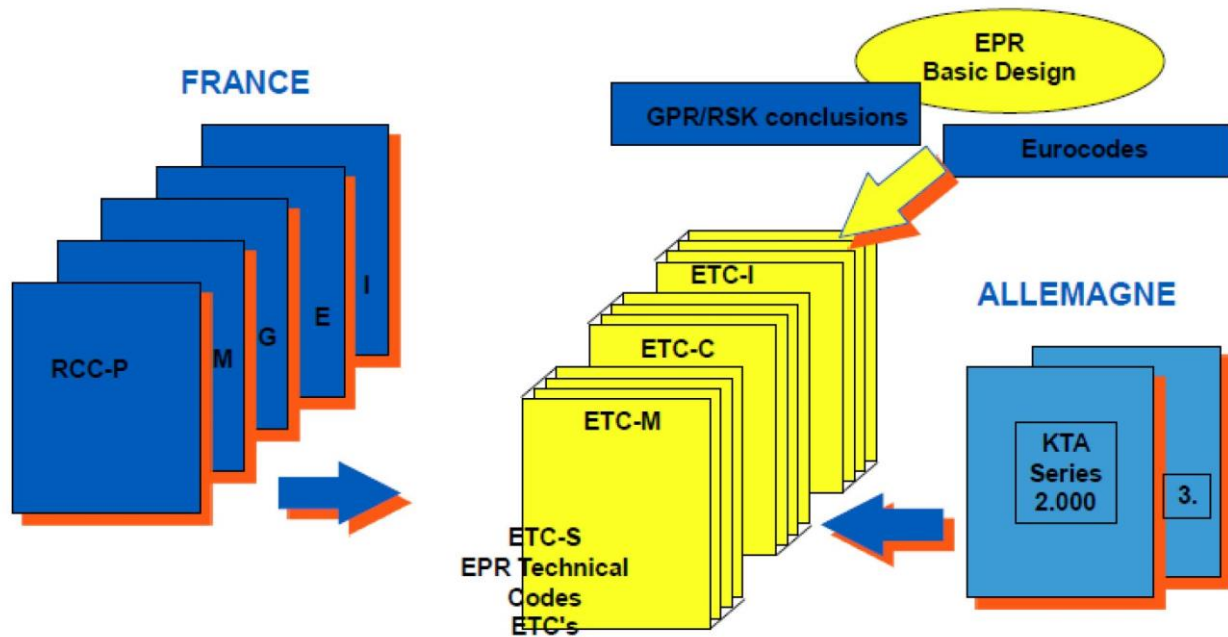 FRANCE
RCC-P
M
G
E
I
EPR
Basic Design
GPR/RSK conclusions
Eurocodes
ETC-I
ETC-C
ETC-M
ETC-S
EPR Technical
Codes
ETC's
ALLEMAGNE
KTA
Series
2.000
3.